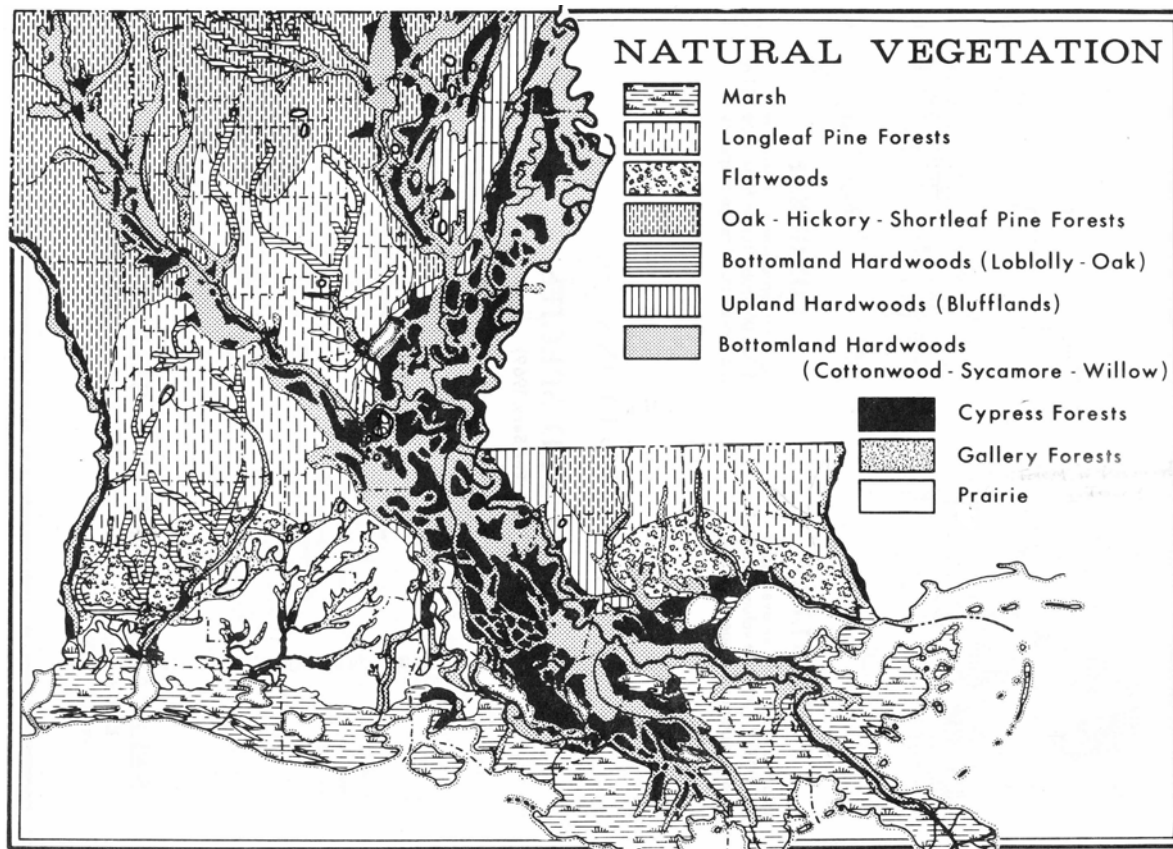 NATURAL VEGETATION
Marsh
Longleaf Pine Forests
Flatwoods
Oak - Hickory - Shortleaf Pine Forests
Bottomland Hardwoods (Loblolly - Oak)
Upland Hardwoods (Blufflands)
Bottomland Hardwoods
(Cottonwood - Sycamore - Willow)
Cypress Forests
Gallery Forests
Prairie